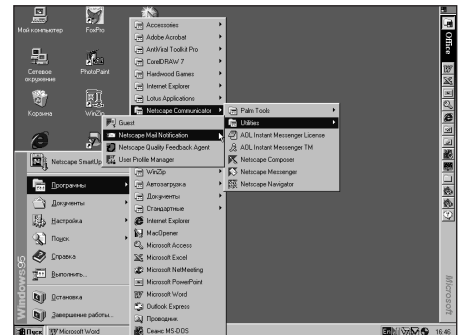 Мой компьютер
FoxPro
Сетевое окружение
PhotoPaint
Корзина
WinZip
Netscape SmartUp
Программы
Документы
Настройка
Поиск
Справка
Выполнить...
Остановка
Завершение работы...
Windows95
Accessories
Adobe Acrobat
AntiViral Toolkit Pro
CorelDRAW 7
Hardwood Games
Internet Explorer
Lotus Applications
Netscape Communicator
WinZip
Автозагрузка
Документы
Стандартные
Internet Explorer
MacOpener
Microsoft Access
Microsoft Excel
Microsoft NetMeeting
Microsoft PowerPoint
Microsoft Word
Outlook Express
Проводник
Сеанс MS-DOS
Palm Tools
Utilities
AOL Instant Messenger License
AOL Instant Messenger TM
Netscape Composer
Netscape Messenger
Netscape Navigator
Guest
Netscape Mail Notification
Netscape Quality Feedback Agent
User Profile Manager
Office
Microsoft
Пуск
Microsoft Word
En
16:46